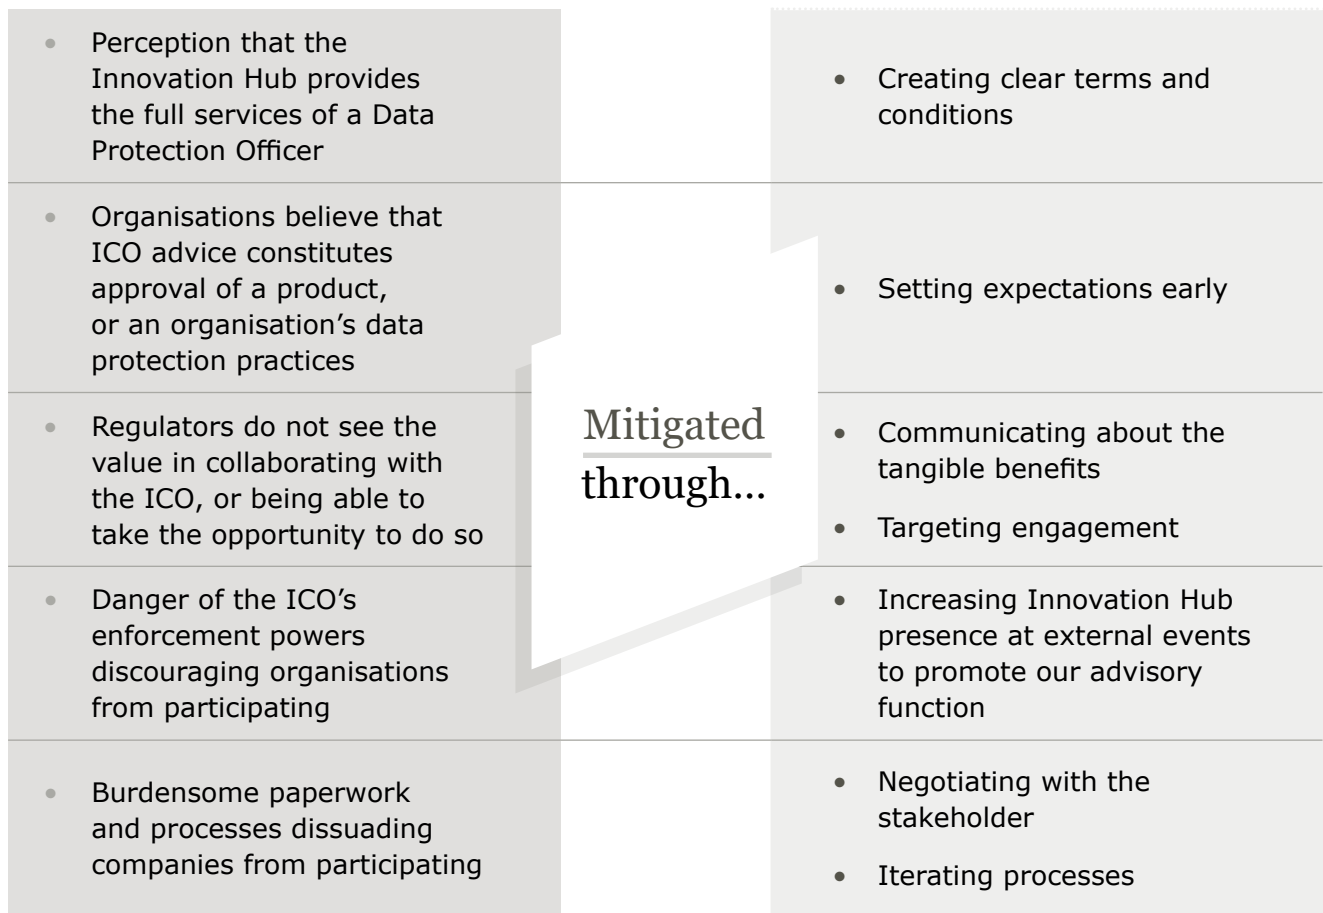 • Perception that the
Innovation Hub provides
the full services of a Data
Protection Officer
• Creating clear terms and
conditions
• Organisations believe that
ICO advice constitutes
approval of a product,
or an organisation’s data
protection practices
• Setting expectations early
Mitigated
through...
• Regulators do not see the
value in collaborating with
the ICO, or being able to
take the opportunity to do so
• Communicating about the
tangible benefits
• Targeting engagement
• Danger of the ICO’s
enforcement powers
discouraging organisations
from participating
• Increasing Innovation Hub
presence at external events
to promote our advisory
function
• Burdensome paperwork
and processes dissuading
companies from participating
• Negotiating with the
stakeholder
• Iterating processes